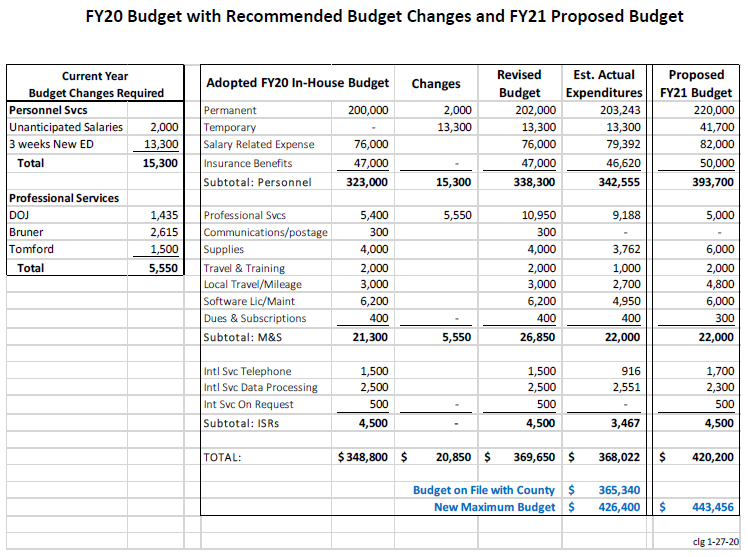 FY20 Budget with Recommended Budget Changes and FY21 Proposed Budget
Current Year
Budget Changes Required
Personnel Svcs
Unanticipated Salaries 2,000
3 weeks New ED 13,300
Total 15,300
Professional Services
DOJ 1,435
Bruner 2,615
Tomford 1,500
Total 5,550
Adopted FY20 In-House Budget Changes Revised Budget Est. Actual Expenditures Proposed FY21 Budget
Permanent 200,000 2,000 202,000 203,243 220,000
Temporary - 13,300 13,300 13,300 41,700
Salary Related Expense 76,000 76,000 79,392 82,000
Insurance Benefits 47,000 - 47,000 46,620 50,000
Subtotal: Personnel 323,000 15,300 338,300 342,555 393,700
Professional Svcs 5,400 5,550 10,950 9,188 5,000
Communications/postage 300 300 - -
Supplies 4,000 4,000 3,762 6,000
Travel & Training 2,000 2,000 1,000 2,000
Local Travel/Mileage 3,000 3,000 2,700 4,800
Software Lic/Maint 6,200 6,200 4,950 6,000
Dues & Subscriptions 400 - 400 400 300
Subtotal: M&S 21,300 5,550 26,850 22,000 22,000
Intl Svc Telephone 1,500 1,500 916 1,700
Intl Svc Data Processing 2,500 2,500 2,551 2,300
Int Svc On Request 500 - 500 - 500
Subtotal: ISRs 4,500 - 4,500 3,467 4,500
TOTAL: $ 348,800 $ 20,850 $ 369,650 $ 368,022 $ 420,200
Budget on File with County $ 365,340
New Maximum Budget $ 426,400 $ 443,456
clg 1-27-20